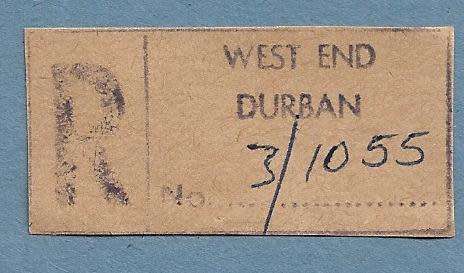 R
WEST END
DURBAN
No. 3/1055